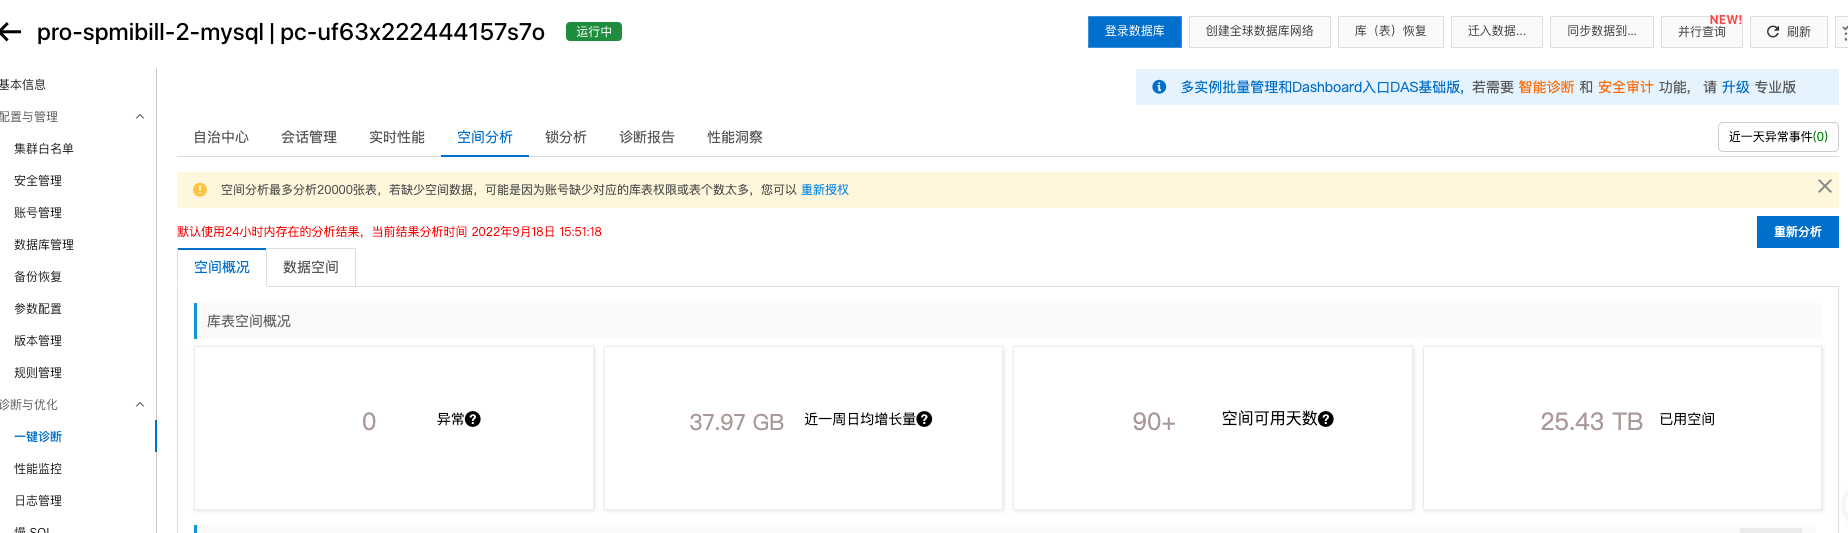 pro-spmibill-2-mysql | pc-uf63x222444157s7o 运行中 登录数据库 创建全球数据库网络 库（表）恢复 迁入数据... 同步数据到... 并行查询 NEW! 刷新
多实例批量管理和Dashboard入口DAS基础版, 若需要 智能诊断 和 安全审计 功能, 请 升级 专业版
基本信息
配置与管理
集群白名单
安全管理
账号管理
数据库管理
备份恢复
参数配置
版本管理
规则管理
诊断与优化
一键诊断
性能监控
日志管理
慢 SQL
自治中心 会话管理 实时性能 空间分析 锁分析 诊断报告 性能洞察
近一天异常事件(0)
空间分析最多分析20000张表，若缺少空间数据，可能是因为账号缺少对应的库表权限或表个数太多，您可以 重新授权
默认使用24小时内存在的分析结果，当前结果分析时间 2022年9月18日 15:51:18
重新分析
空间概况 数据空间
库表空间概况
0 异常
37.97 GB 近一周日均增长量
90+ 空间可用天数
25.43 TB 已用空间